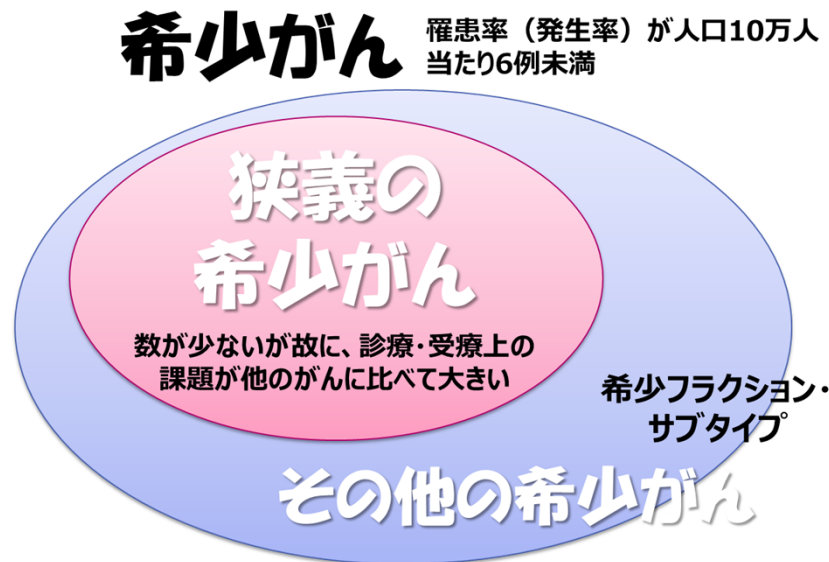 希少がん
罹患率（発生率）が人口10万人
当たり6例未満
狭義の
希少がん
数が少ないが故に、診療・受療上の
課題が他のがんに比べて大きい
希少フラクション・
サブタイプ
その他の希少がん